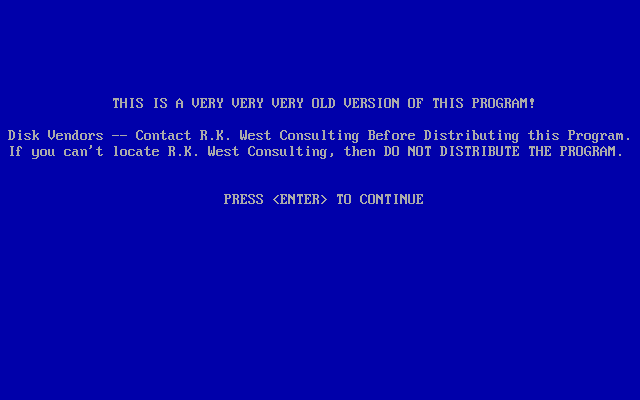 THIS IS A VERY VERY VERY OLD VERSION OF THIS PROGRAM!
Disk Vendors -- Contact R.K. West Consulting Before Distributing this Program.
If you can't locate R.K. West Consulting, then DO NOT DISTRIBUTE THE PROGRAM.
PRESS <ENTER> TO CONTINUE